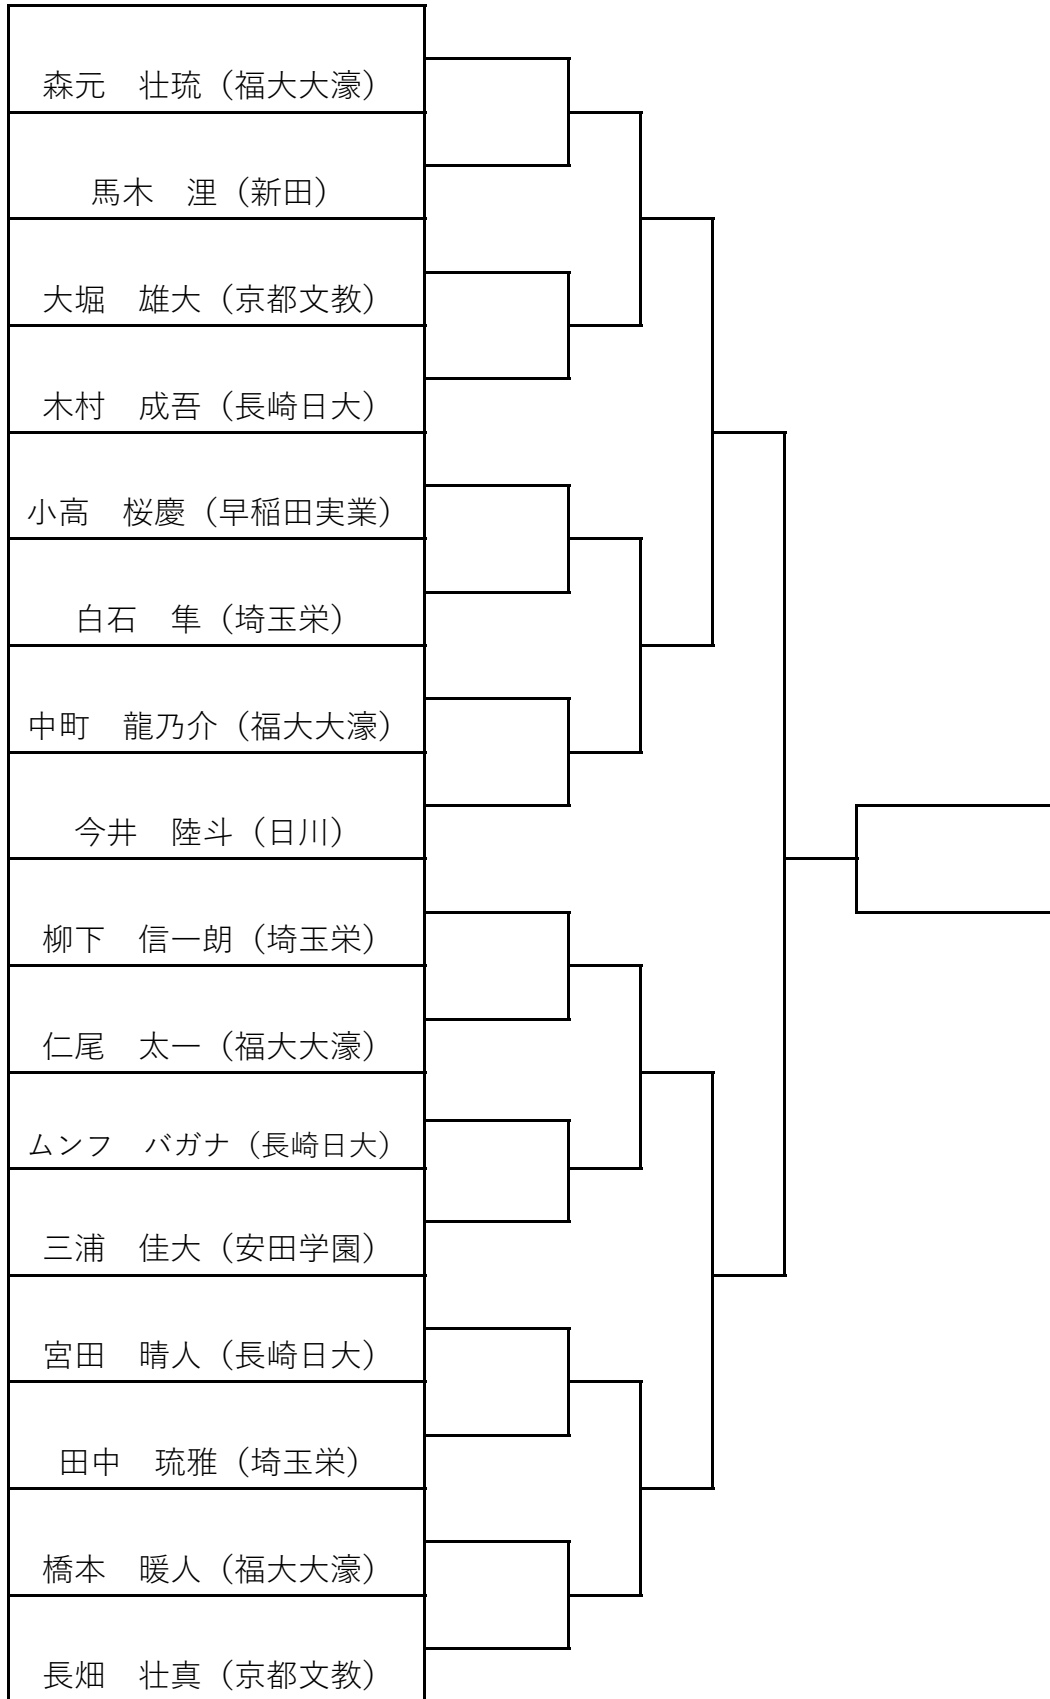 森元　壮琉（福大大濠）
馬木　浬（新田）
大堀　雄大（京都文教）
木村　成吾（長崎日大）
小高　桜慶（早稲田実業）
白石　隼（埼玉栄）
中町　龍乃介（福大大濠）
今井　陸斗（日川）
柳下　信一朗（埼玉栄）
仁尾　太一（福大大濠）
ムンフ　バガナ（長崎日大）
三浦　佳大（安田学園）
宮田　晴人（長崎日大）
田中　琉雅（埼玉栄）
橋本　暖人（福大大濠）
長畑　壮真（京都文教）